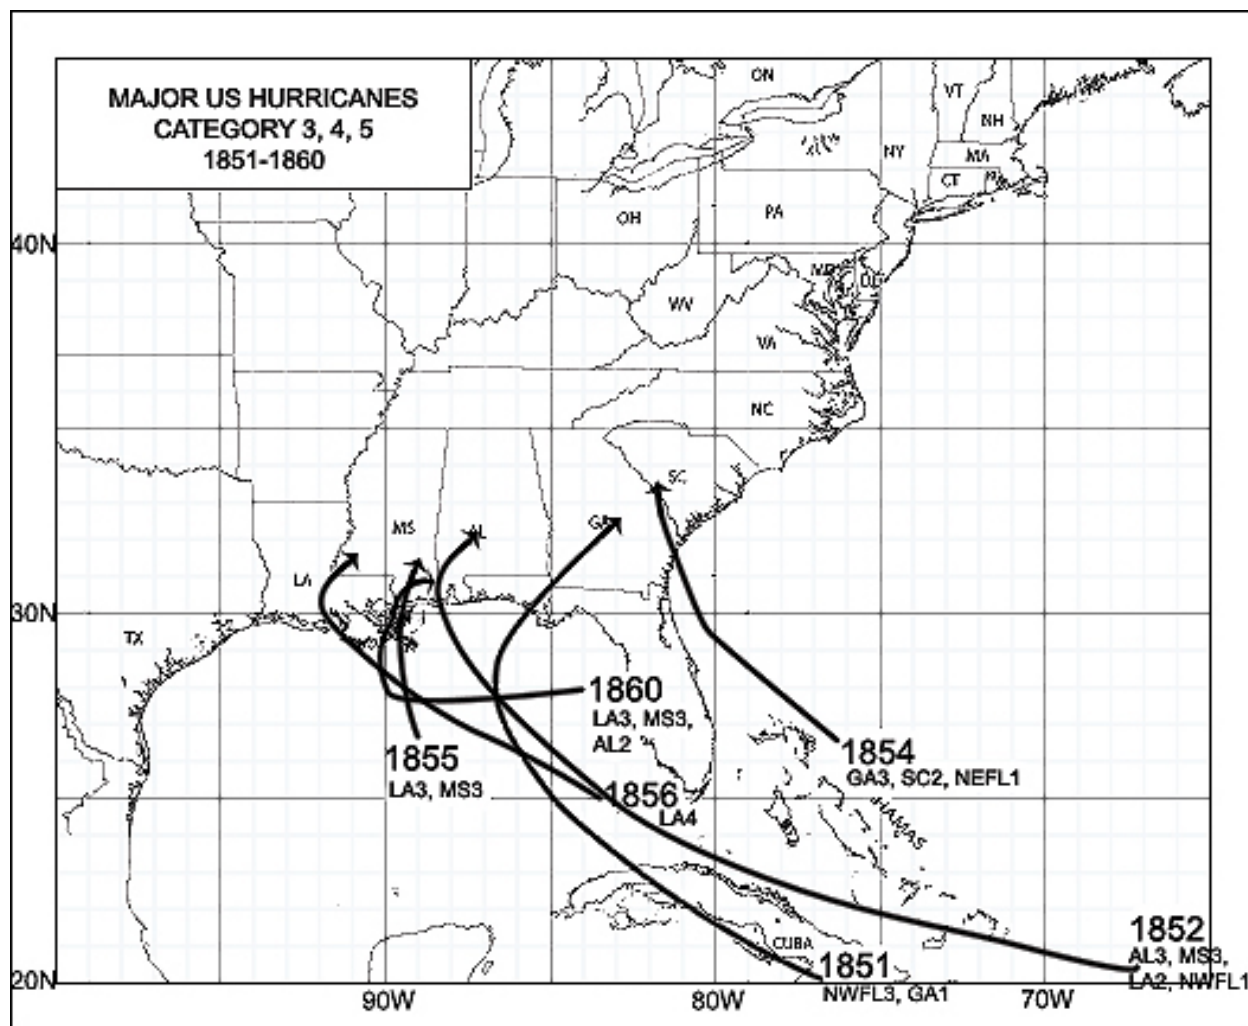 MAJOR US HURRICANES
CATEGORY 3, 4, 5
1851-1860
ON
VT
NH
NY
MA
CT
OH
PA
40N
MD
DE
WV
VA
NC
SC
MS
AL
GA
LA
30N
TX
1860
LA3, MS3,
AL2
1855
LA3, MS3
1854
GA3, SC2, NEFL1
1856
LA4
HAMAS
CUBA
1852
AL3, MS3,
LA2, NWFL1
1851
NWFL3, GA1
20N
90W
80W
70W